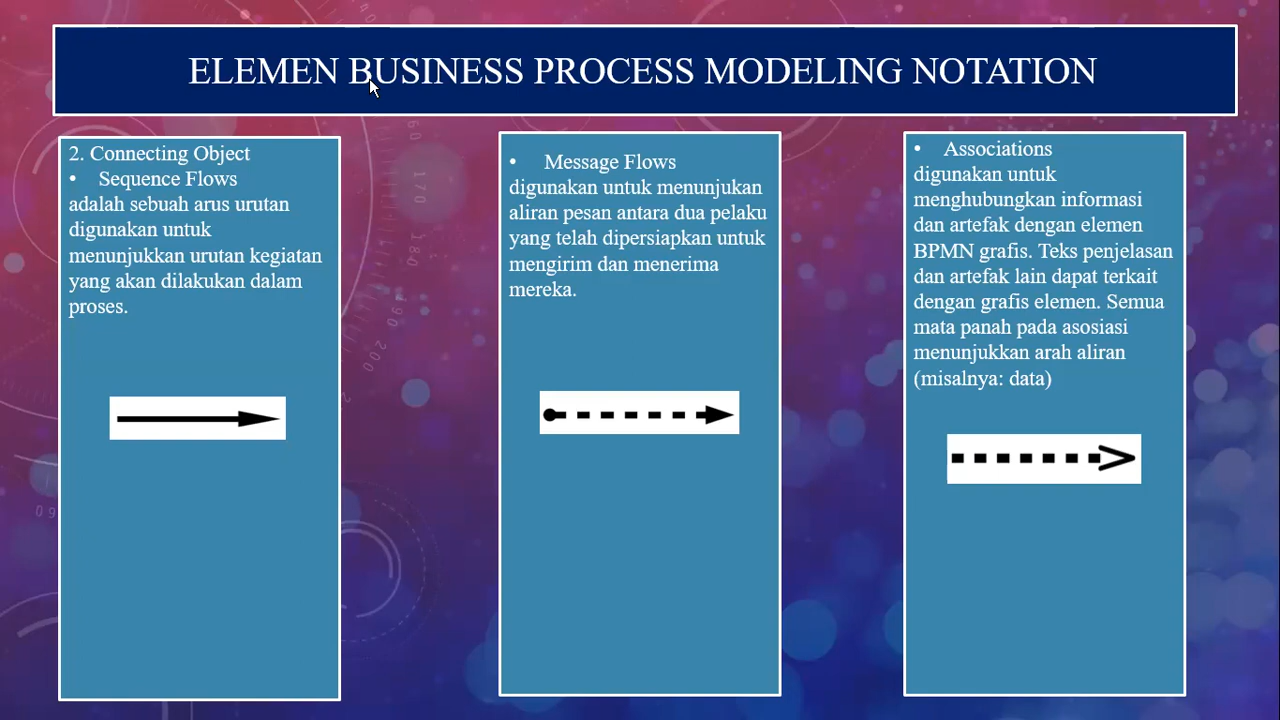 ELEMEN BUSINESS PROCESS MODELING NOTATION
2. Connecting Object
• Sequence Flows
adalah sebuah arus urutan
digunakan untuk
menunjukkan urutan kegiatan
yang akan dilakukan dalam
proses.
• Message Flows
digunakan untuk menunjukan
aliran pesan antara dua pelaku
yang telah dipersiapkan untuk
mengirim dan menerima
mereka.
• Associations
digunakan untuk
menghubungkan informasi
dan artefak dengan elemen
BPMN grafis. Teks penjelasan
dan artefak lain dapat terkait
dengan grafis elemen. Semua
mata panah pada asosiasi
menunjukkan arah aliran
(misalnya: data)
170
180
200